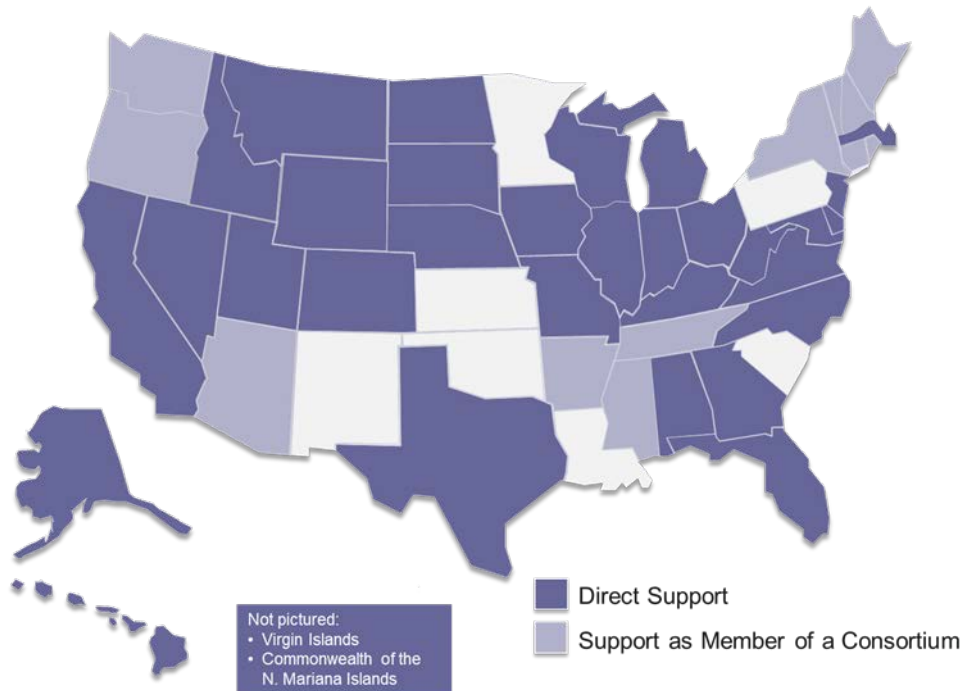 Not pictured:
• Virgin Islands
• Commonwealth of the
N. Mariana Islands
Direct Support
Support as Member of a Consortium